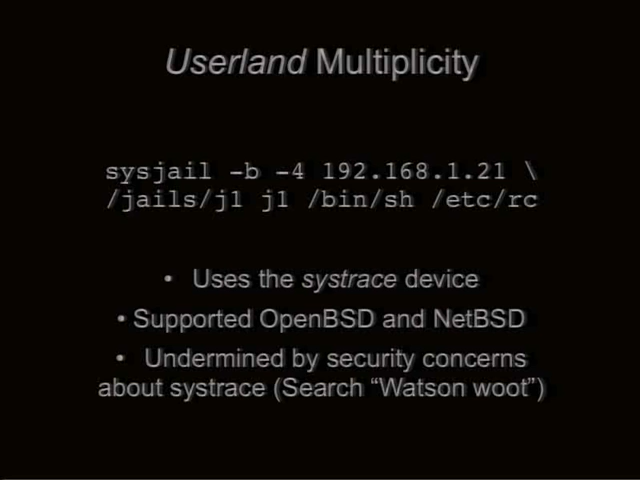 Userland Multiplicity
sysjail -b -4 192.168.1.21 \
/jails/j1 j1 /bin/sh /etc/rc
• Uses the systrace device
• Supported OpenBSD and NetBSD
• Undermined by security concerns
about systrace (Search “Watson woot”)